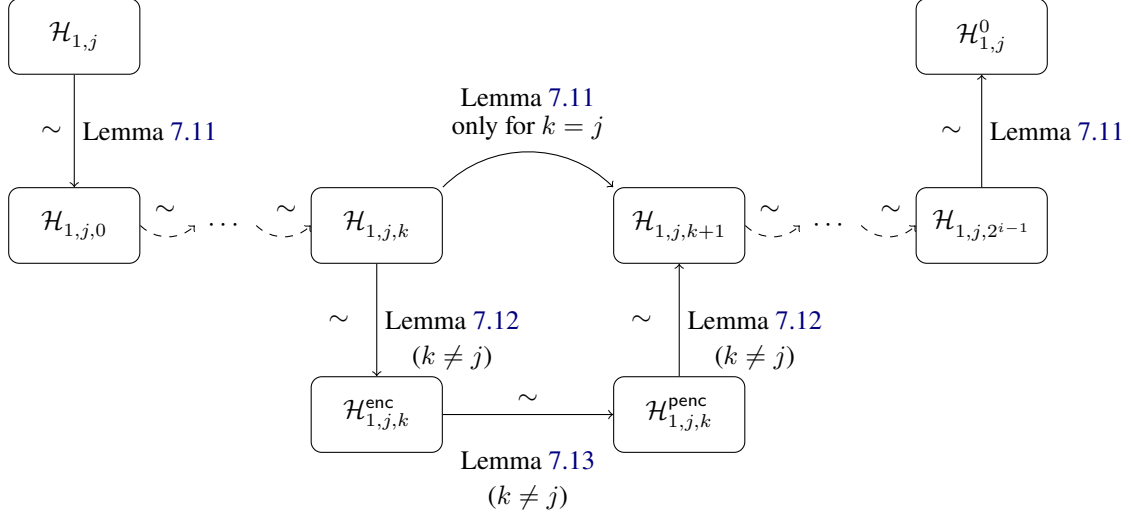 ℋ_{1,j}
ℋ^0_{1,j}
Lemma 7.11
only for k = j
∼ Lemma 7.11
∼ Lemma 7.11
ℋ_{1,j,0} ∼ ⋯ ∼ ℋ_{1,j,k}
ℋ_{1,j,k+1} ∼ ⋯ ∼ ℋ_{1,j,2^{i−1}}
∼ Lemma 7.12
(k ≠ j)
∼ Lemma 7.12
(k ≠ j)
ℋ^{enc}_{1,j,k} ∼ ℋ^{penc}_{1,j,k}
Lemma 7.13
(k ≠ j)